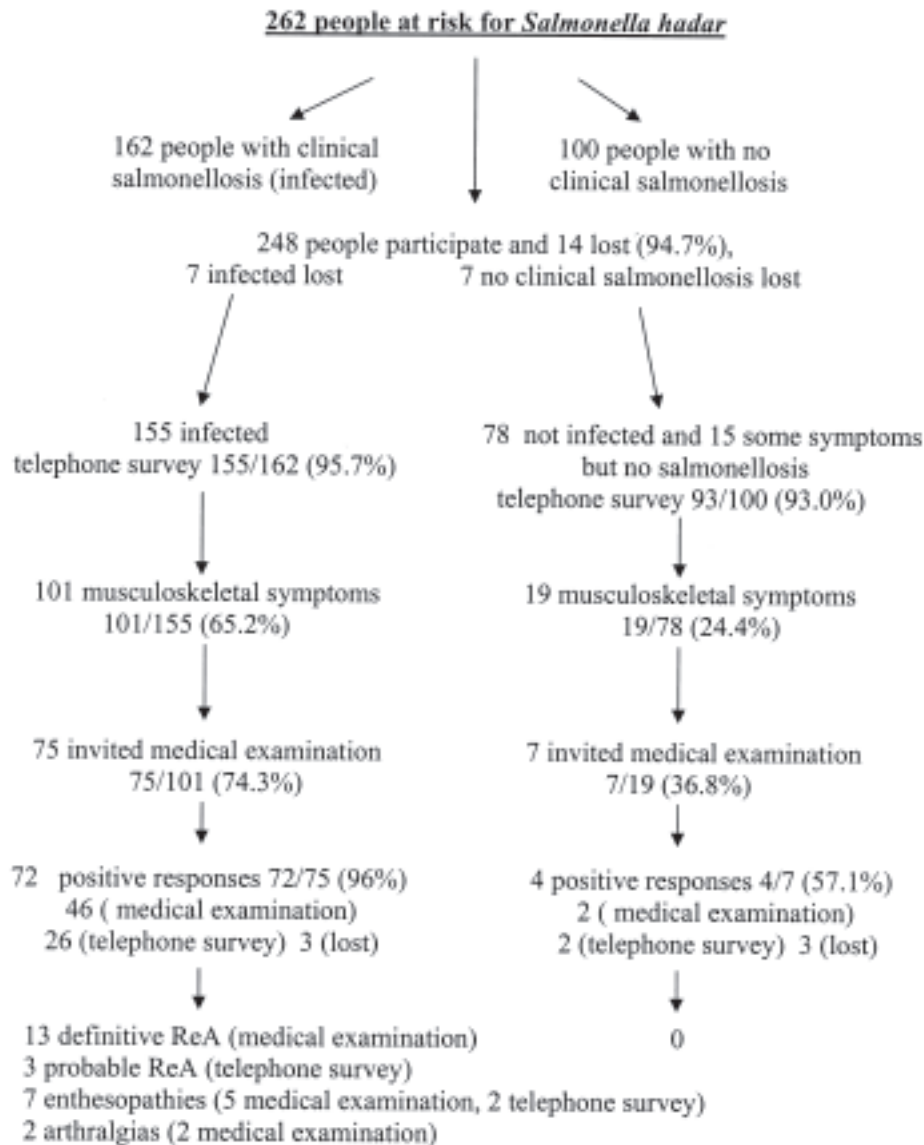 262 people at risk for Salmonella hadar
162 people with clinical
salmonellosis (infected)
100 people with no
clinical salmonellosis
248 people participate and 14 lost (94.7%),
7 infected lost
7 no clinical salmonellosis lost
155 infected
telephone survey 155/162 (95.7%)
78 not infected and 15 some symptoms
but no salmonellosis
telephone survey 93/100 (93.0%)
101 musculoskeletal symptoms
101/155 (65.2%)
19 musculoskeletal symptoms
19/78 (24.4%)
75 invited medical examination
75/101 (74.3%)
7 invited medical examination
7/19 (36.8%)
72 positive responses 72/75 (96%)
46 ( medical examination)
26 (telephone survey) 3 (lost)
4 positive responses 4/7 (57.1%)
2 ( medical examination)
2 (telephone survey) 3 (lost)
13 definitive ReA (medical examination)
3 probable ReA (telephone survey)
7 enthesopathies (5 medical examination, 2 telephone survey)
2 arthralgias (2 medical examination)
0